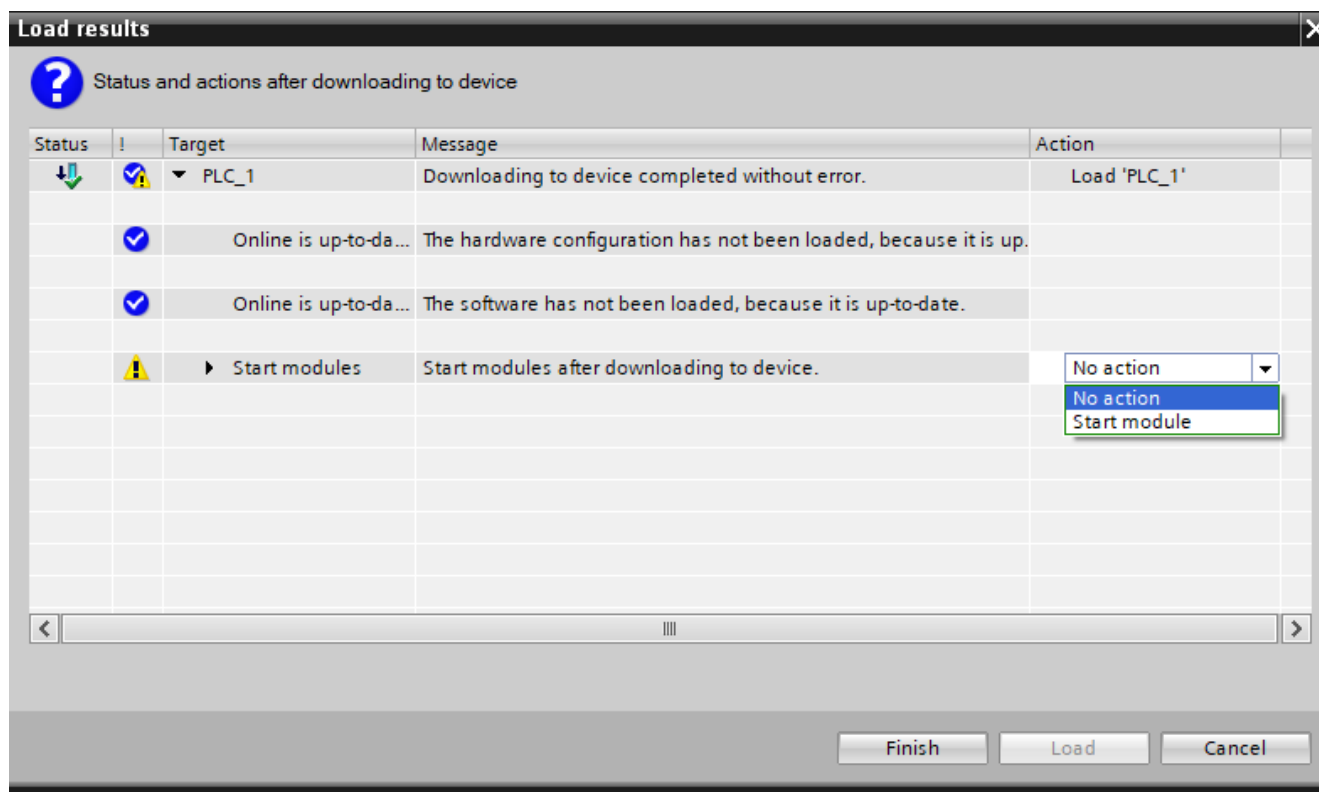 Load results
Status and actions after downloading to device
Status ! Target Message Action
PLC_1 Downloading to device completed without error. Load 'PLC_1'
Online is up-to-da... The hardware configuration has not been loaded, because it is up.
Online is up-to-da... The software has not been loaded, because it is up-to-date.
Start modules Start modules after downloading to device. No action
No action
Start module
Finish Load Cancel